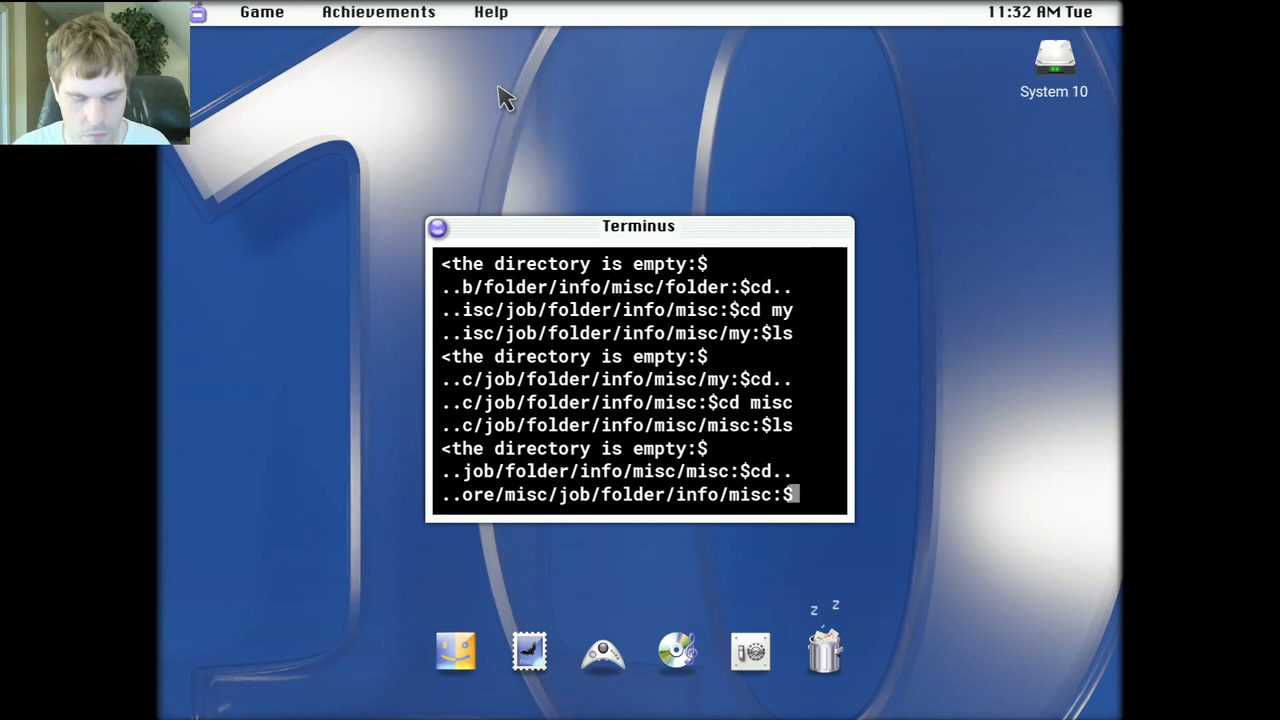 Game Achievements Help 11:32 AM Tue
System 10
Terminus
<the directory is empty:$
..b/folder/info/misc/folder:$cd..
..isc/job/folder/info/misc:$cd my
..isc/job/folder/info/misc/my:$ls
<the directory is empty:$
..c/job/folder/info/misc/my:$cd..
..c/job/folder/info/misc:$cd misc
..c/job/folder/info/misc/misc:$ls
<the directory is empty:$
..job/folder/info/misc/misc:$cd..
..ore/misc/job/folder/info/misc:$
z z